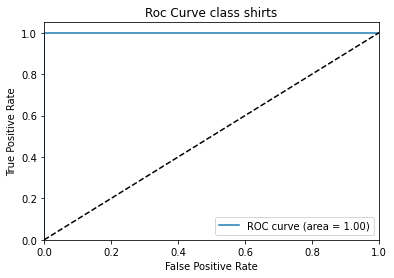 Roc Curve class shirts
True Positive Rate
1.0
0.8
0.6
0.4
0.2
0.0
ROC curve (area = 1.00)
0.0 0.2 0.4 0.6 0.8 1.0
False Positive Rate